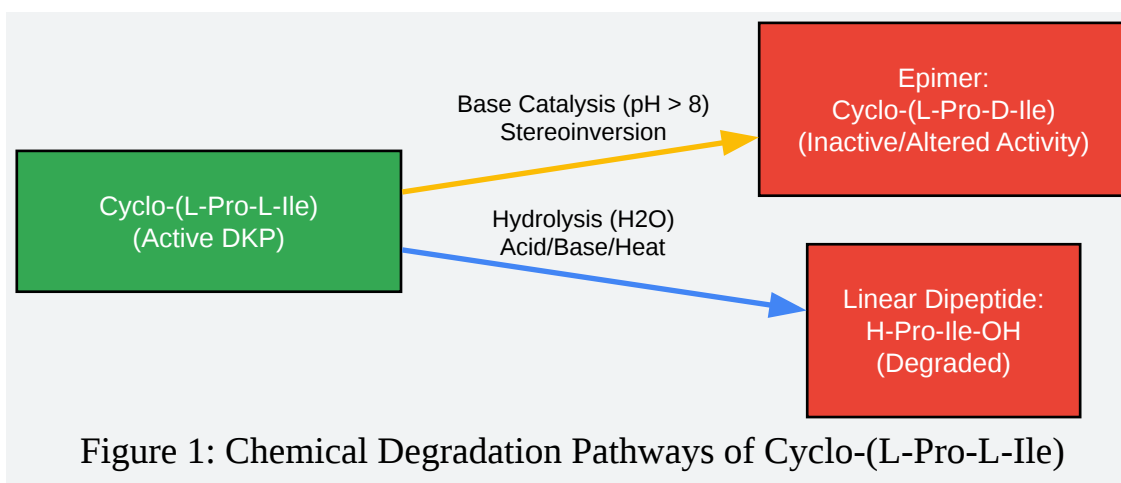 Cyclo-(L-Pro-L-Ile)
(Active DKP)
Base Catalysis (pH > 8)
Stereoinversion
Epimer:
Cyclo-(L-Pro-D-Ile)
(Inactive/Altered Activity)
Hydrolysis (H2O)
Acid/Base/Heat
Linear Dipeptide:
H-Pro-Ile-OH
(Degraded)
Figure 1: Chemical Degradation Pathways of Cyclo-(L-Pro-L-Ile)